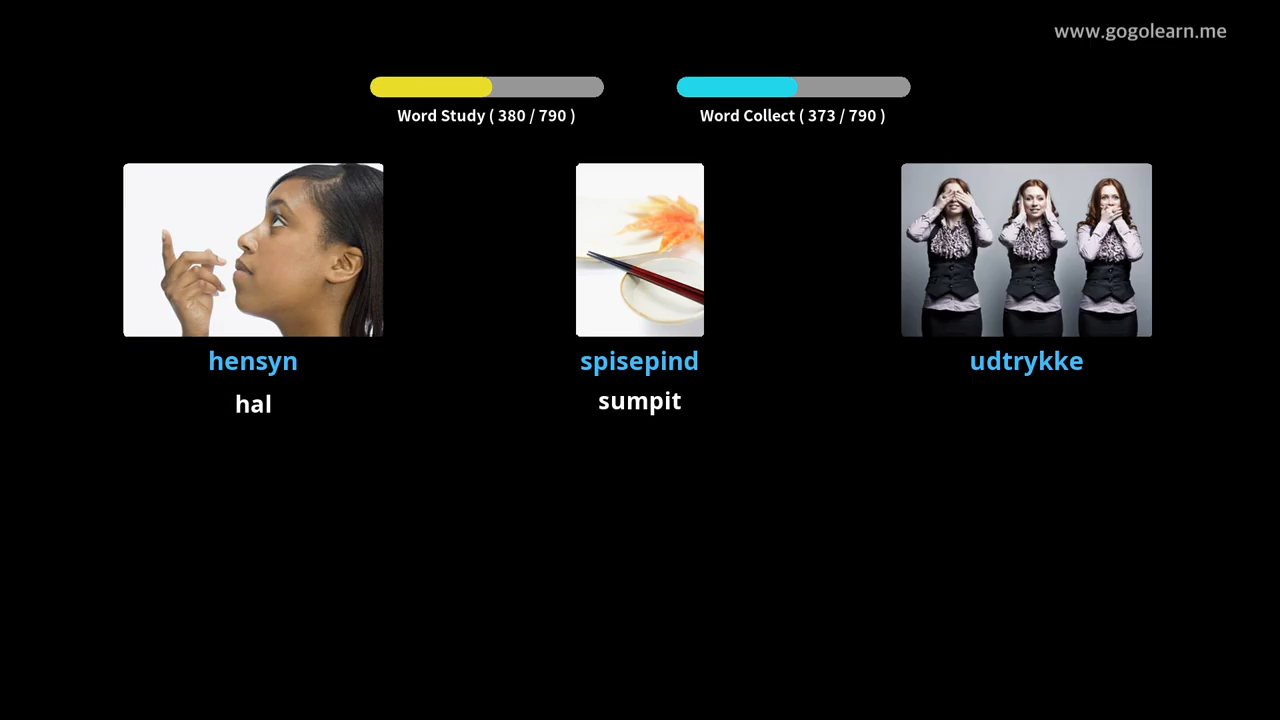 www.gogolearn.me
Word Study ( 380 / 790 )
Word Collect ( 373 / 790 )
hensyn
spisepind
udtrykke
hal
sumpit